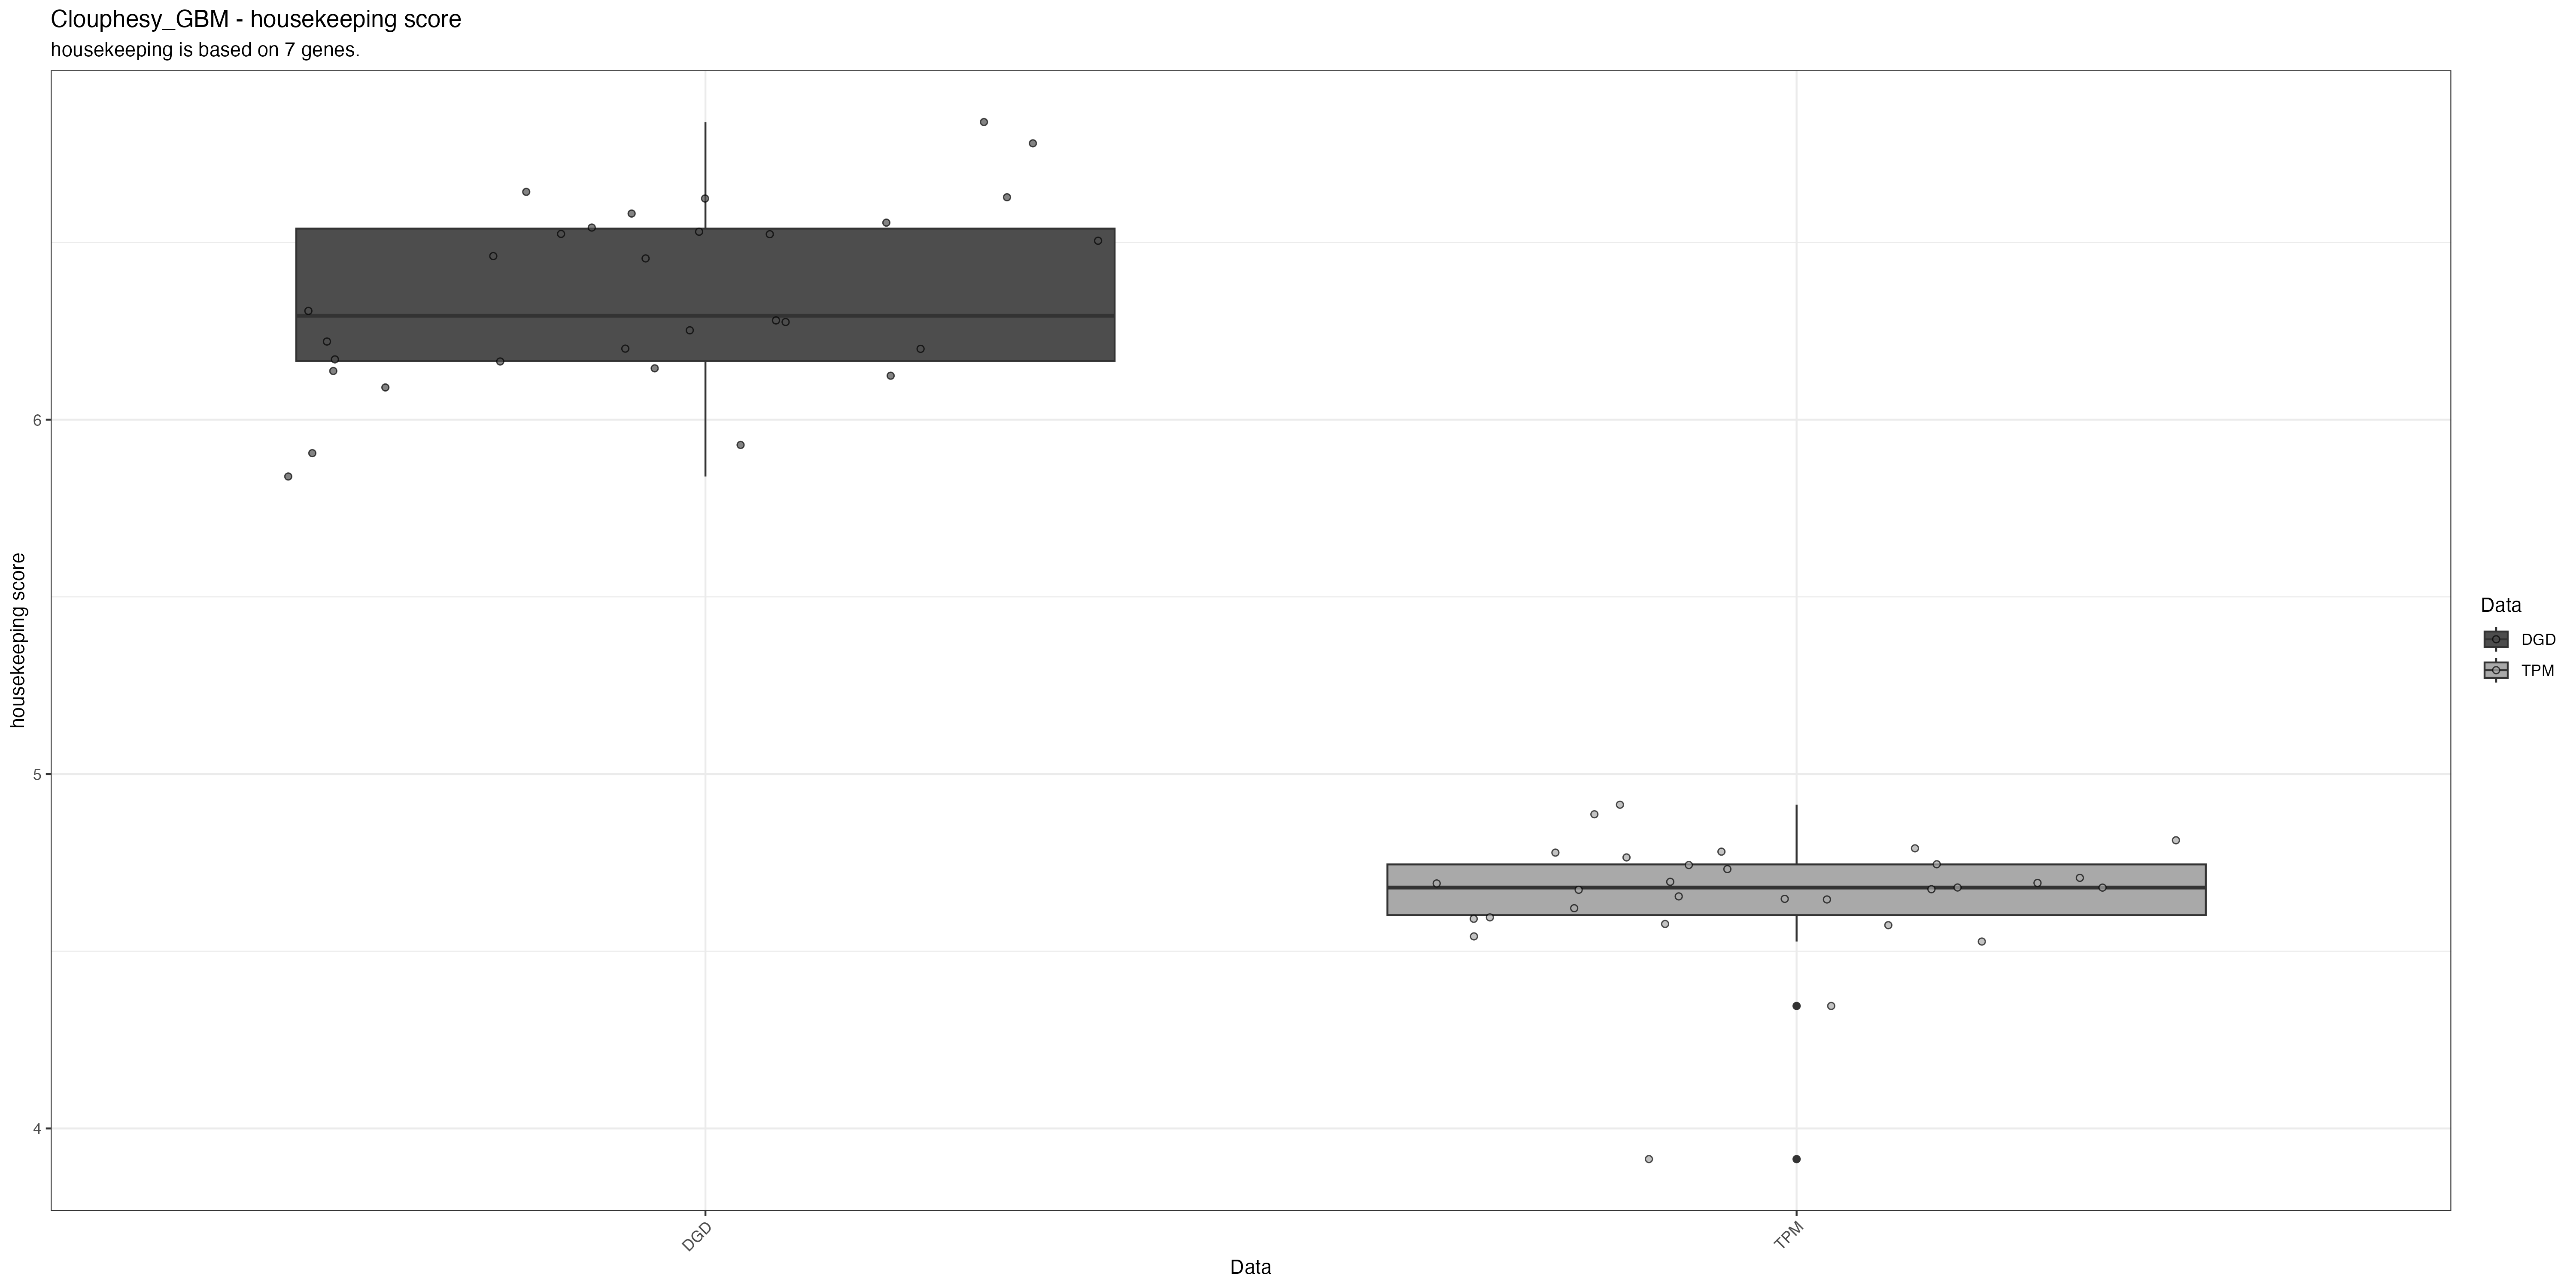 Clouphesy_GBM - housekeeping score
housekeeping is based on 7 genes.
housekeeping score
6
5
4
DGD
TPM
Data
Data
DGD
TPM